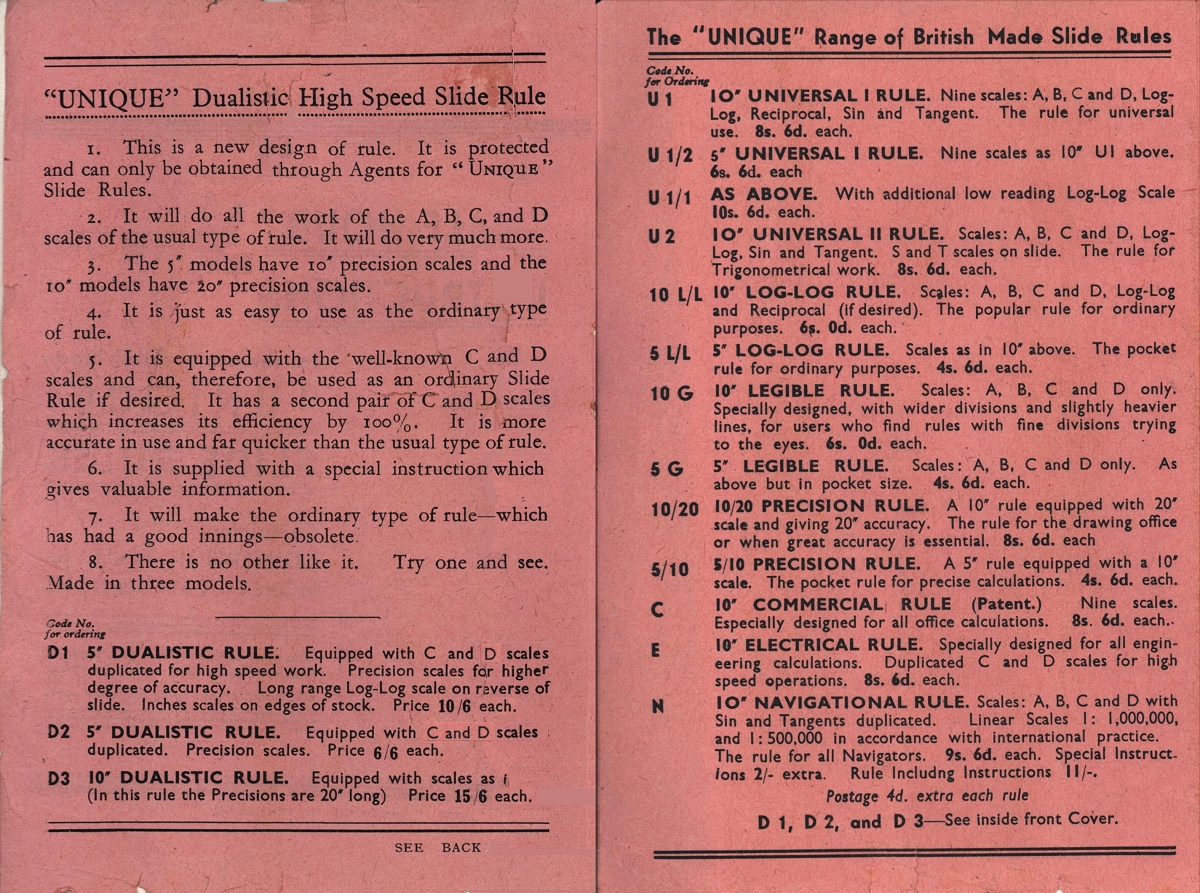 “UNIQUE” Dualistic High Speed Slide Rule
1. This is a new design of rule. It is protected
and can only be obtained through Agents for “UNIQUE”
Slide Rules.
2. It will do all the work of the A, B, C, and D
scales of the usual type of rule. It will do very much more.
3. The 5″ models have 10″ precision scales and the
10″ models have 20″ precision scales.
4. It is just as easy to use as the ordinary type
of rule.
5. It is equipped with the well-known C and D
scales and can, therefore, be used as an ordinary Slide
Rule if desired. It has a second pair of C and D scales
which increases its efficiency by 100%. It is more
accurate in use and far quicker than the usual type of rule.
6. It is supplied with a special instruction which
gives valuable information.
7. It will make the ordinary type of rule—which
has had a good innings—obsolete.
8. There is no other like it. Try one and see.
Made in three models.
Code No.
for ordering
D1 5″ DUALISTIC RULE. Equipped with C and D scales
duplicated for high speed work. Precision scales for higher
degree of accuracy. Long range Log-Log scale on reverse of
slide. Inches scales on edges of stock. Price 10/6 each.
D2 5″ DUALISTIC RULE. Equipped with C and D scales
duplicated. Precision scales. Price 6/6 each.
D3 10″ DUALISTIC RULE. Equipped with scales as
(In this rule the Precisions are 20″ long) Price 15/6 each.
SEE BACK
The “UNIQUE” Range of British Made Slide Rules
Code No.
for Ordering
U 1 10″ UNIVERSAL I RULE. Nine scales: A, B, C and D, Log-
Log, Reciprocal, Sin and Tangent. The rule for universal
use. 8s. 6d. each.
U 1/2 5″ UNIVERSAL I RULE. Nine scales as 10″ U1 above.
6s. 6d. each
U 1/1 AS ABOVE. With additional low reading Log-Log Scale
10s. 6d. each.
U 2 10″ UNIVERSAL II RULE. Scales: A, B, C and D, Log-
Log, Sin and Tangent. S and T scales on slide. The rule for
Trigonometrical work. 8s. 6d. each.
10 L/L 10″ LOG-LOG RULE. Scales: A, B, C and D, Log-Log
and Reciprocal (if desired). The popular rule for ordinary
purposes. 6s. 0d. each.
5 L/L 5″ LOG-LOG RULE. Scales as in 10″ above. The pocket
rule for ordinary purposes. 4s. 6d. each.
10 G 10″ LEGIBLE RULE. Scales: A, B, C and D only.
Specially designed, with wider divisions and slightly heavier
lines, for users who find rules with fine divisions trying
to the eyes. 6s. 0d. each.
5 G 5″ LEGIBLE RULE. Scales: A, B, C and D only. As
above but in pocket size. 4s. 6d. each.
10/20 10/20 PRECISION RULE. A 10″ rule equipped with 20″
scale and giving 20″ accuracy. The rule for the drawing office
or when great accuracy is essential. 8s. 6d. each
5/10 5/10 PRECISION RULE. A 5″ rule equipped with a 10″
scale. The pocket rule for precise calculations. 4s. 6d. each.
C 10″ COMMERCIAL RULE (Patent.) Nine scales.
Especially designed for all office calculations. 8s. 6d. each..
E 10″ ELECTRICAL RULE. Specially designed for all engin-
eering calculations. Duplicated C and D scales for high
speed operations. 8s. 6d. each.
N 10″ NAVIGATIONAL RULE. Scales: A, B, C and D with
Sin and Tangents duplicated. Linear Scales 1: 1,000,000,
and 1:500,000 in accordance with international practice.
The rule for all Navigators. 9s. 6d. each. Special Instruct-
ions 2/- extra. Rule Includng Instructions 11/-.
Postage 4d. extra each rule
D 1, D 2, and D 3—See inside front Cover.